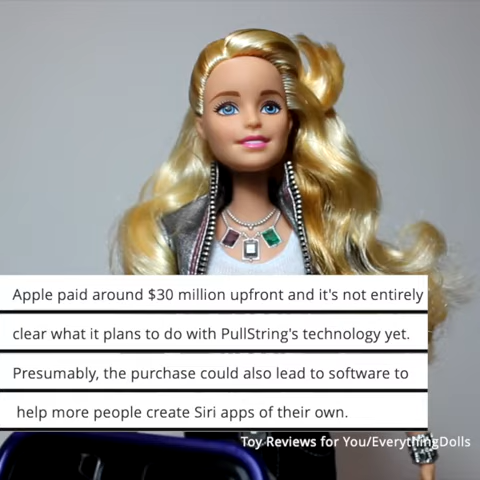 Apple paid around $30 million upfront and it's not entirely
clear what it plans to do with PullString's technology yet.
Presumably, the purchase could also lead to software to
help more people create Siri apps of their own.
Toy Reviews for You/EverythingDolls